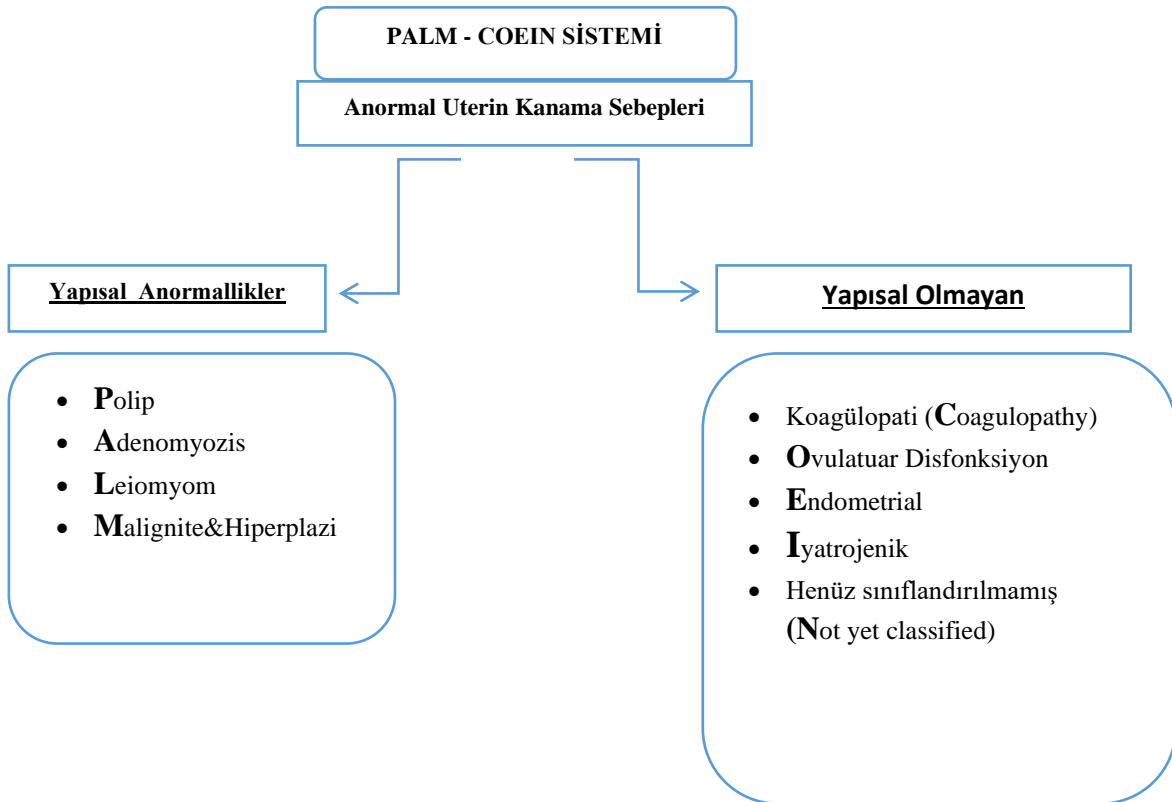 PALM - COEIN SİSTEMİ
Anormal Uterin Kanama Sebepleri
Yapısal Anormallikler
• Polip
• Adenomyozis
• Leiomyom
• Malignite&Hiperplazi
Yapısal Olmayan
• Koagülopati (Coagulopathy)
• Ovulatuar Disfonksiyon
• Endometrial
• Iyatrojenik
• Henüz sınıflandırılmamış
(Not yet classified)